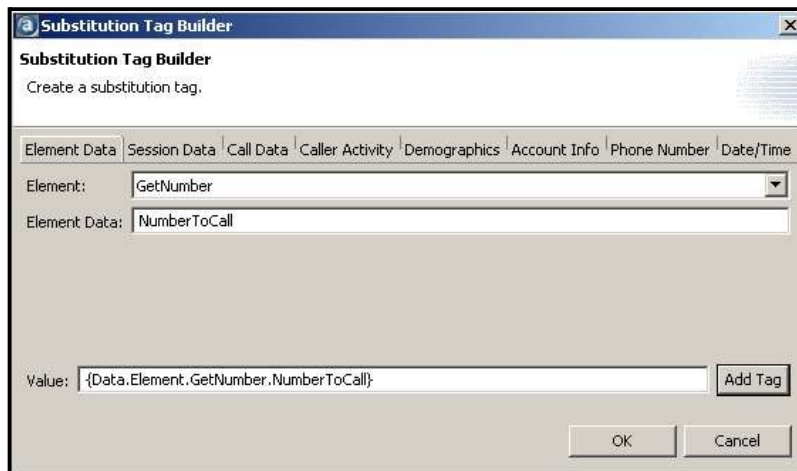 Substitution Tag Builder
Substitution Tag Builder
Create a substitution tag.
Element Data Session Data Call Data Caller Activity Demographics Account Info Phone Number Date/Time
Element: GetNumber
Element Data: NumberToCall
Value: {Data.Element.GetNumber.NumberToCall} Add Tag
OK Cancel